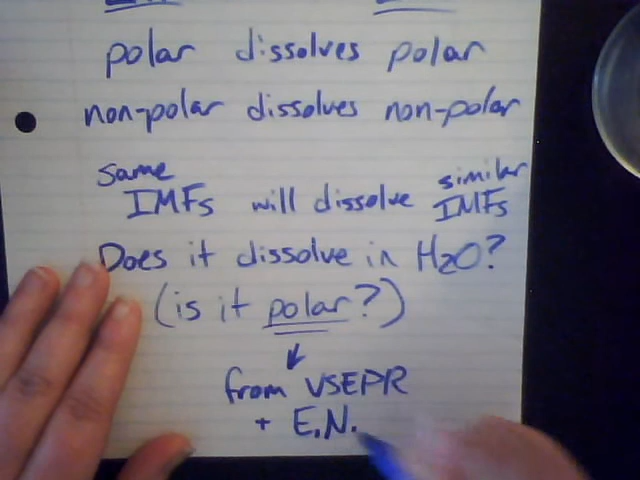 polar dissolves polar
non-polar dissolves non-polar
same IMFs will dissolve similar IMFs
Does it dissolve in H2O?
(is it polar?)
↓
from VSEPR
+ E.N.